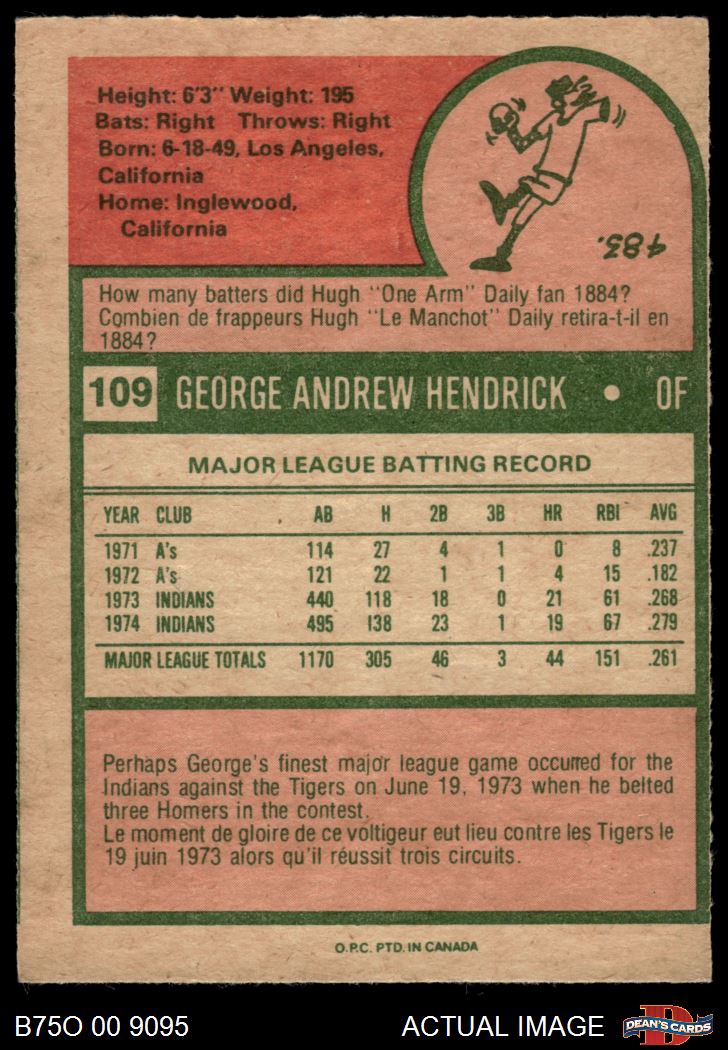 Height: 6'3" Weight: 195
Bats: Right Throws: Right
Born: 6-18-49, Los Angeles,
California
Home: Inglewood,
California
483.
How many batters did Hugh "One Arm" Daily fan 1884?
Combien de frappeurs Hugh "Le Manchot" Daily retira-t-il en
1884?
109 GEORGE ANDREW HENDRICK • OF
MAJOR LEAGUE BATTING RECORD
YEAR CLUB AB H 2B 3B HR RBI AVG
1971 A's 114 27 4 1 0 8 .237
1972 A's 121 22 1 1 4 15 .182
1973 INDIANS 440 118 18 0 21 61 .268
1974 INDIANS 495 138 23 1 19 67 .279
MAJOR LEAGUE TOTALS 1170 305 46 3 44 151 .261
Perhaps George's finest major league game occurred for the
Indians against the Tigers on June 19, 1973 when he belted
three Homers in the contest.
Le moment de gloire de ce voltigeur eut lieu contre les Tigers le
19 juin 1973 alors qu'il réussit trois circuits.
O.P.C. PTD. IN CANADA
B75O 00 9095 ACTUAL IMAGE
D
DEAN'S CARDS